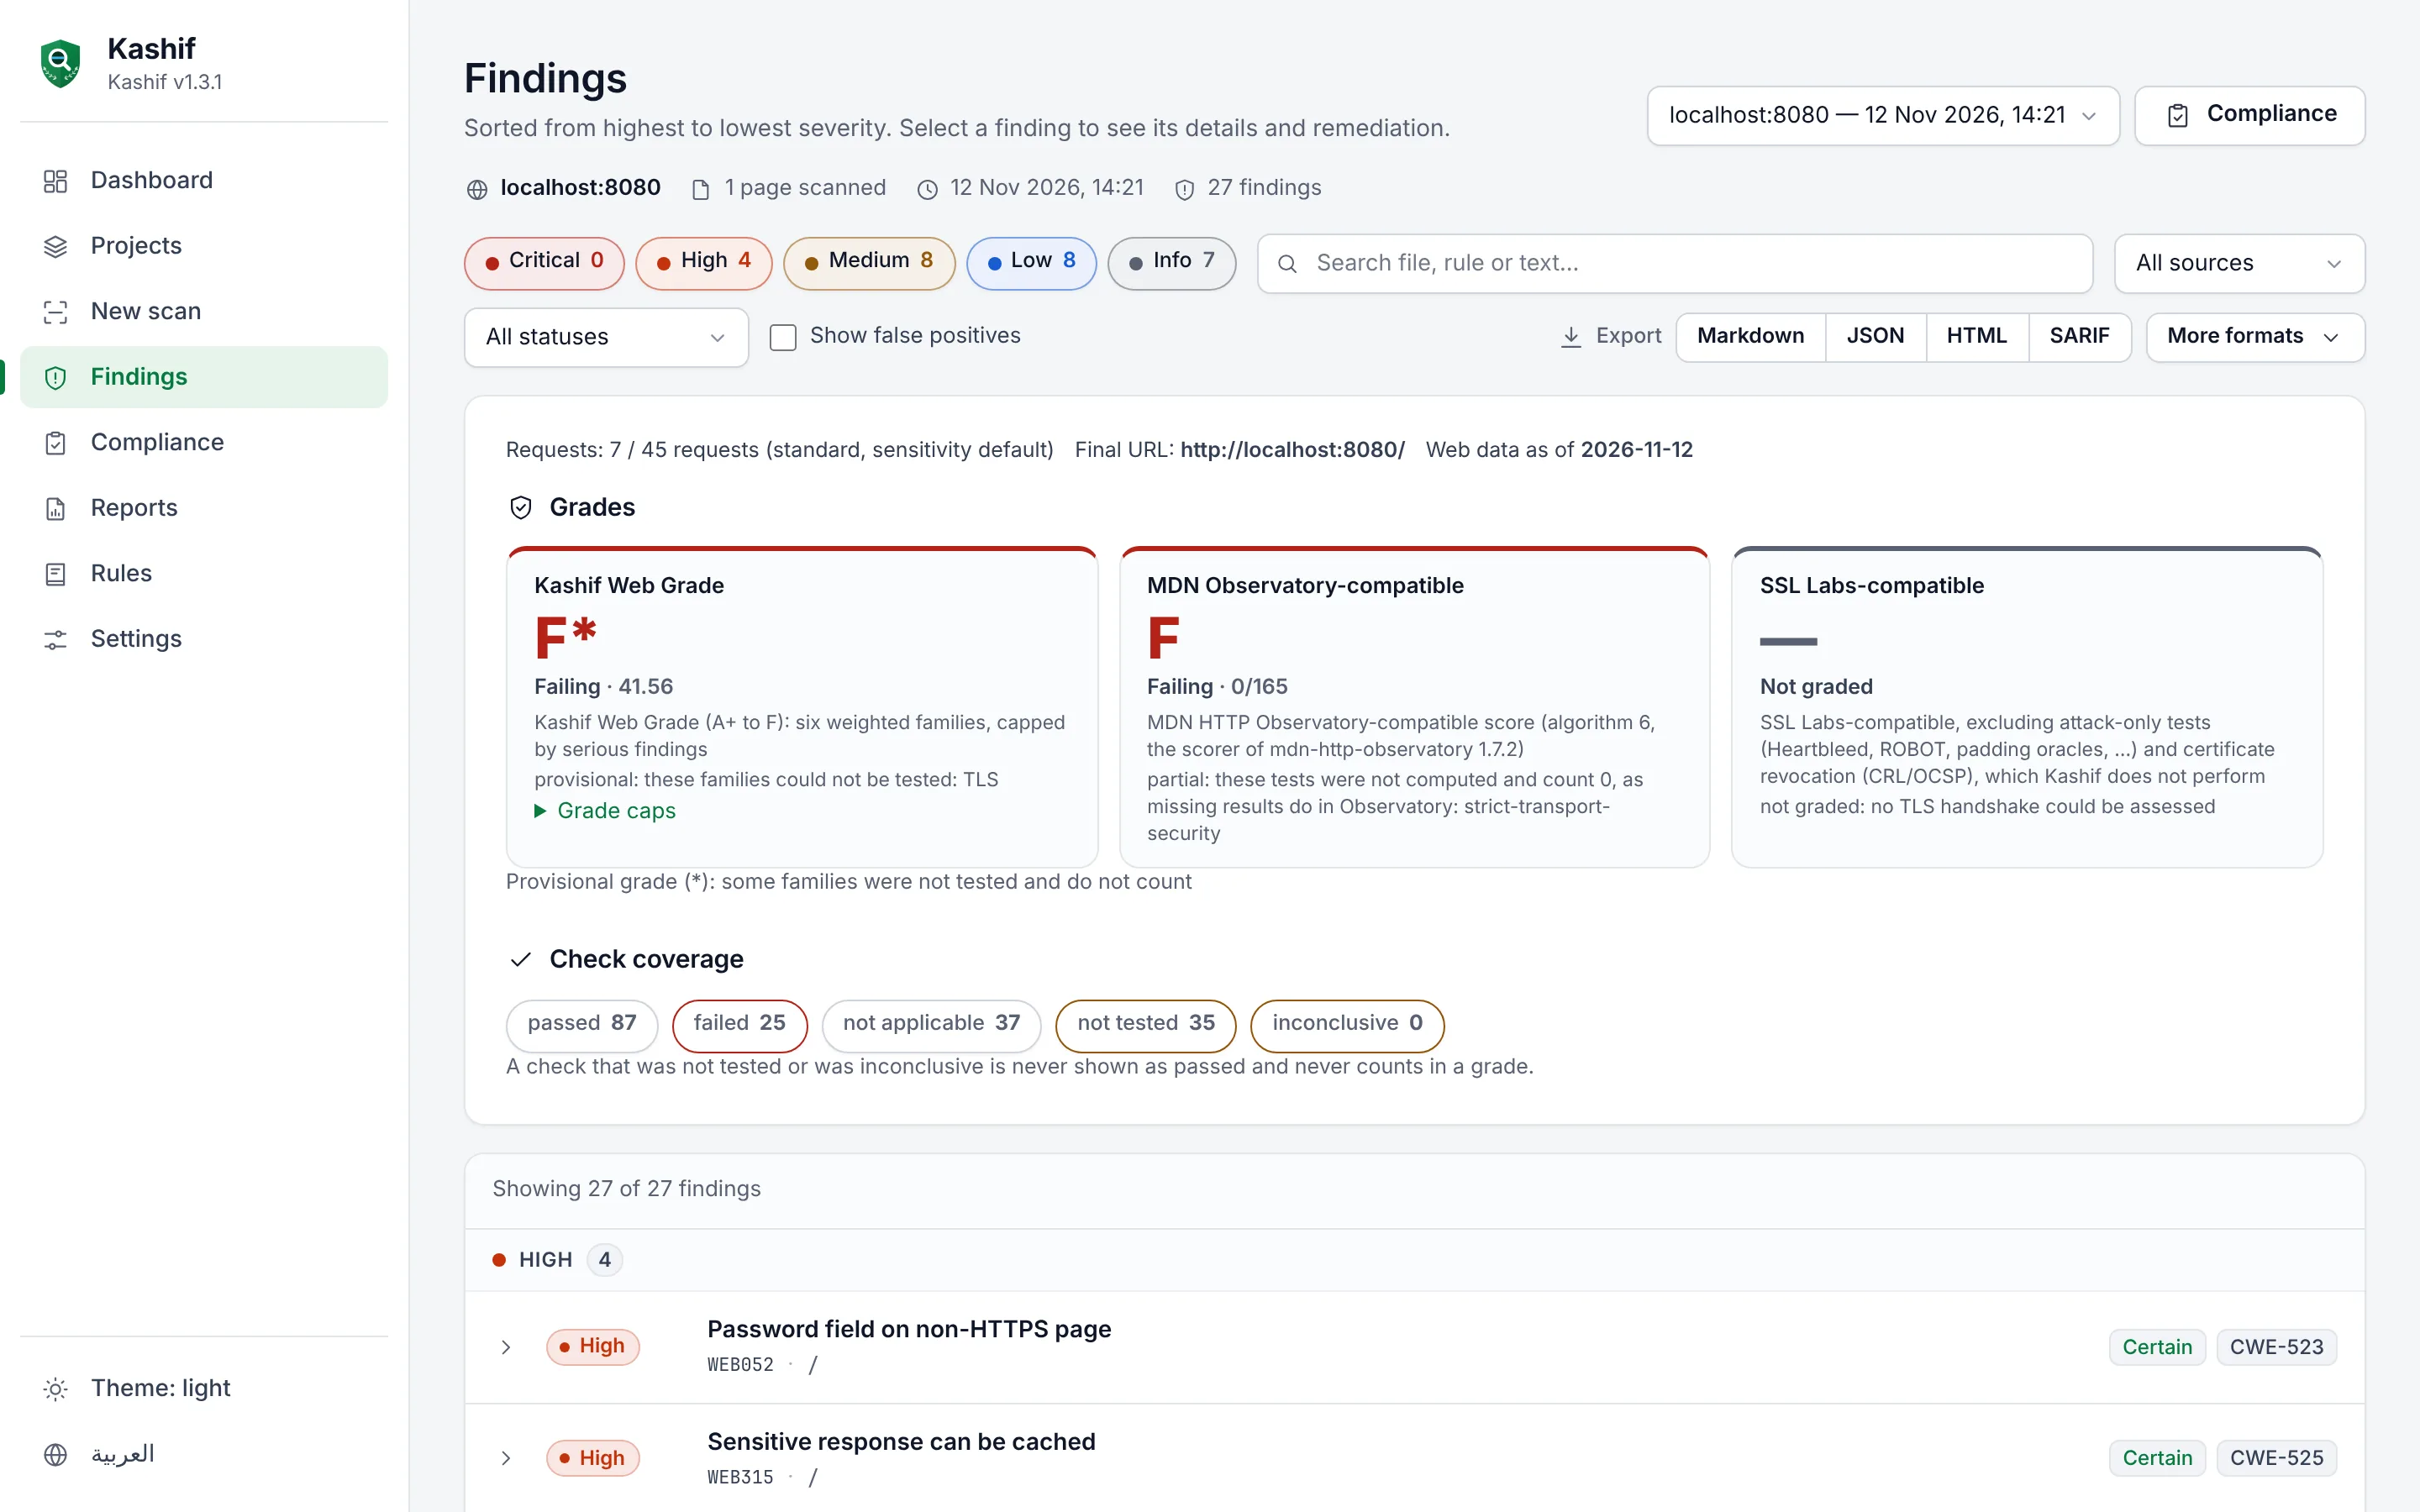 Kashif
Kashif v1.3.1
Dashboard
Projects
New scan
Findings
Compliance
Reports
Rules
Settings
Theme: light
العربية
Findings
Sorted from highest to lowest severity. Select a finding to see its details and remediation.
localhost:8080 — 12 Nov 2026, 14:21
Compliance
localhost:8080 1 page scanned 12 Nov 2026, 14:21 27 findings
Critical 0 High 4 Medium 8 Low 8 Info 7
Search file, rule or text...
All sources
All statuses
Show false positives
Export Markdown JSON HTML SARIF More formats
Requests: 7 / 45 requests (standard, sensitivity default) Final URL: http://localhost:8080/ Web data as of 2026-11-12
Grades
Kashif Web Grade
F*
Failing · 41.56
Kashif Web Grade (A+ to F): six weighted families, capped
by serious findings
provisional: these families could not be tested: TLS
Grade caps
MDN Observatory-compatible
F
Failing · 0/165
MDN HTTP Observatory-compatible score (algorithm 6,
the scorer of mdn-http-observatory 1.7.2)
partial: these tests were not computed and count 0, as
missing results do in Observatory: strict-transport-
security
SSL Labs-compatible
—
Not graded
SSL Labs-compatible, excluding attack-only tests
(Heartbleed, ROBOT, padding oracles, ...) and certificate
revocation (CRL/OCSP), which Kashif does not perform
not graded: no TLS handshake could be assessed
Provisional grade (*): some families were not tested and do not count
Check coverage
passed 87 failed 25 not applicable 37 not tested 35 inconclusive 0
A check that was not tested or was inconclusive is never shown as passed and never counts in a grade.
Showing 27 of 27 findings
HIGH 4
High
Password field on non-HTTPS page
WEB052 · /
Certain CWE-523
High
Sensitive response can be cached
WEB315 · /
Certain CWE-525